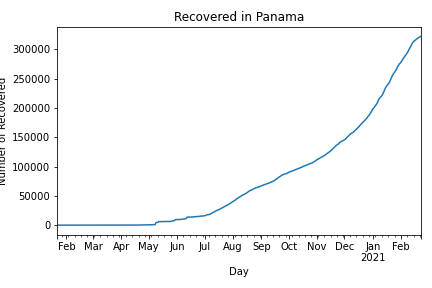 Recovered in Panama
Number of Recovered
300000
250000
200000
150000
100000
50000
0
Feb Mar Apr May Jun Jul Aug Sep Oct Nov Dec Jan Feb
2021
Day